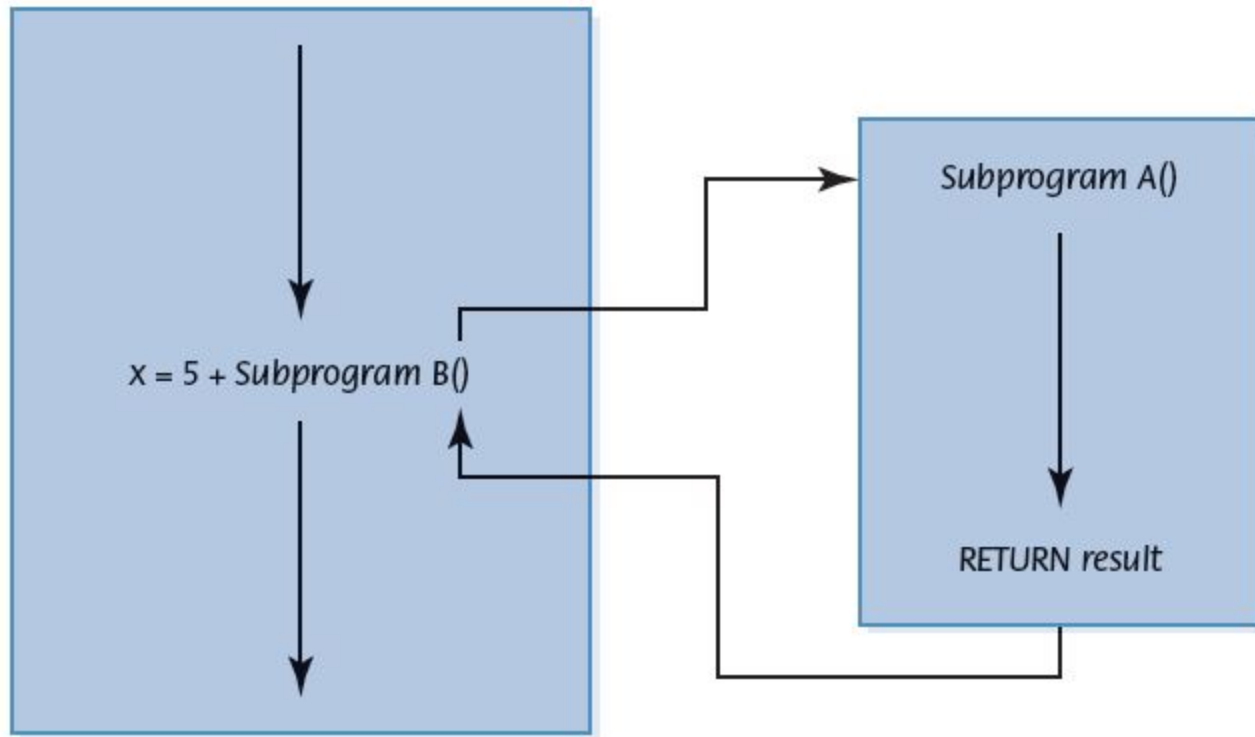 Subprogram A()
x = 5 + Subprogram B()
RETURN result